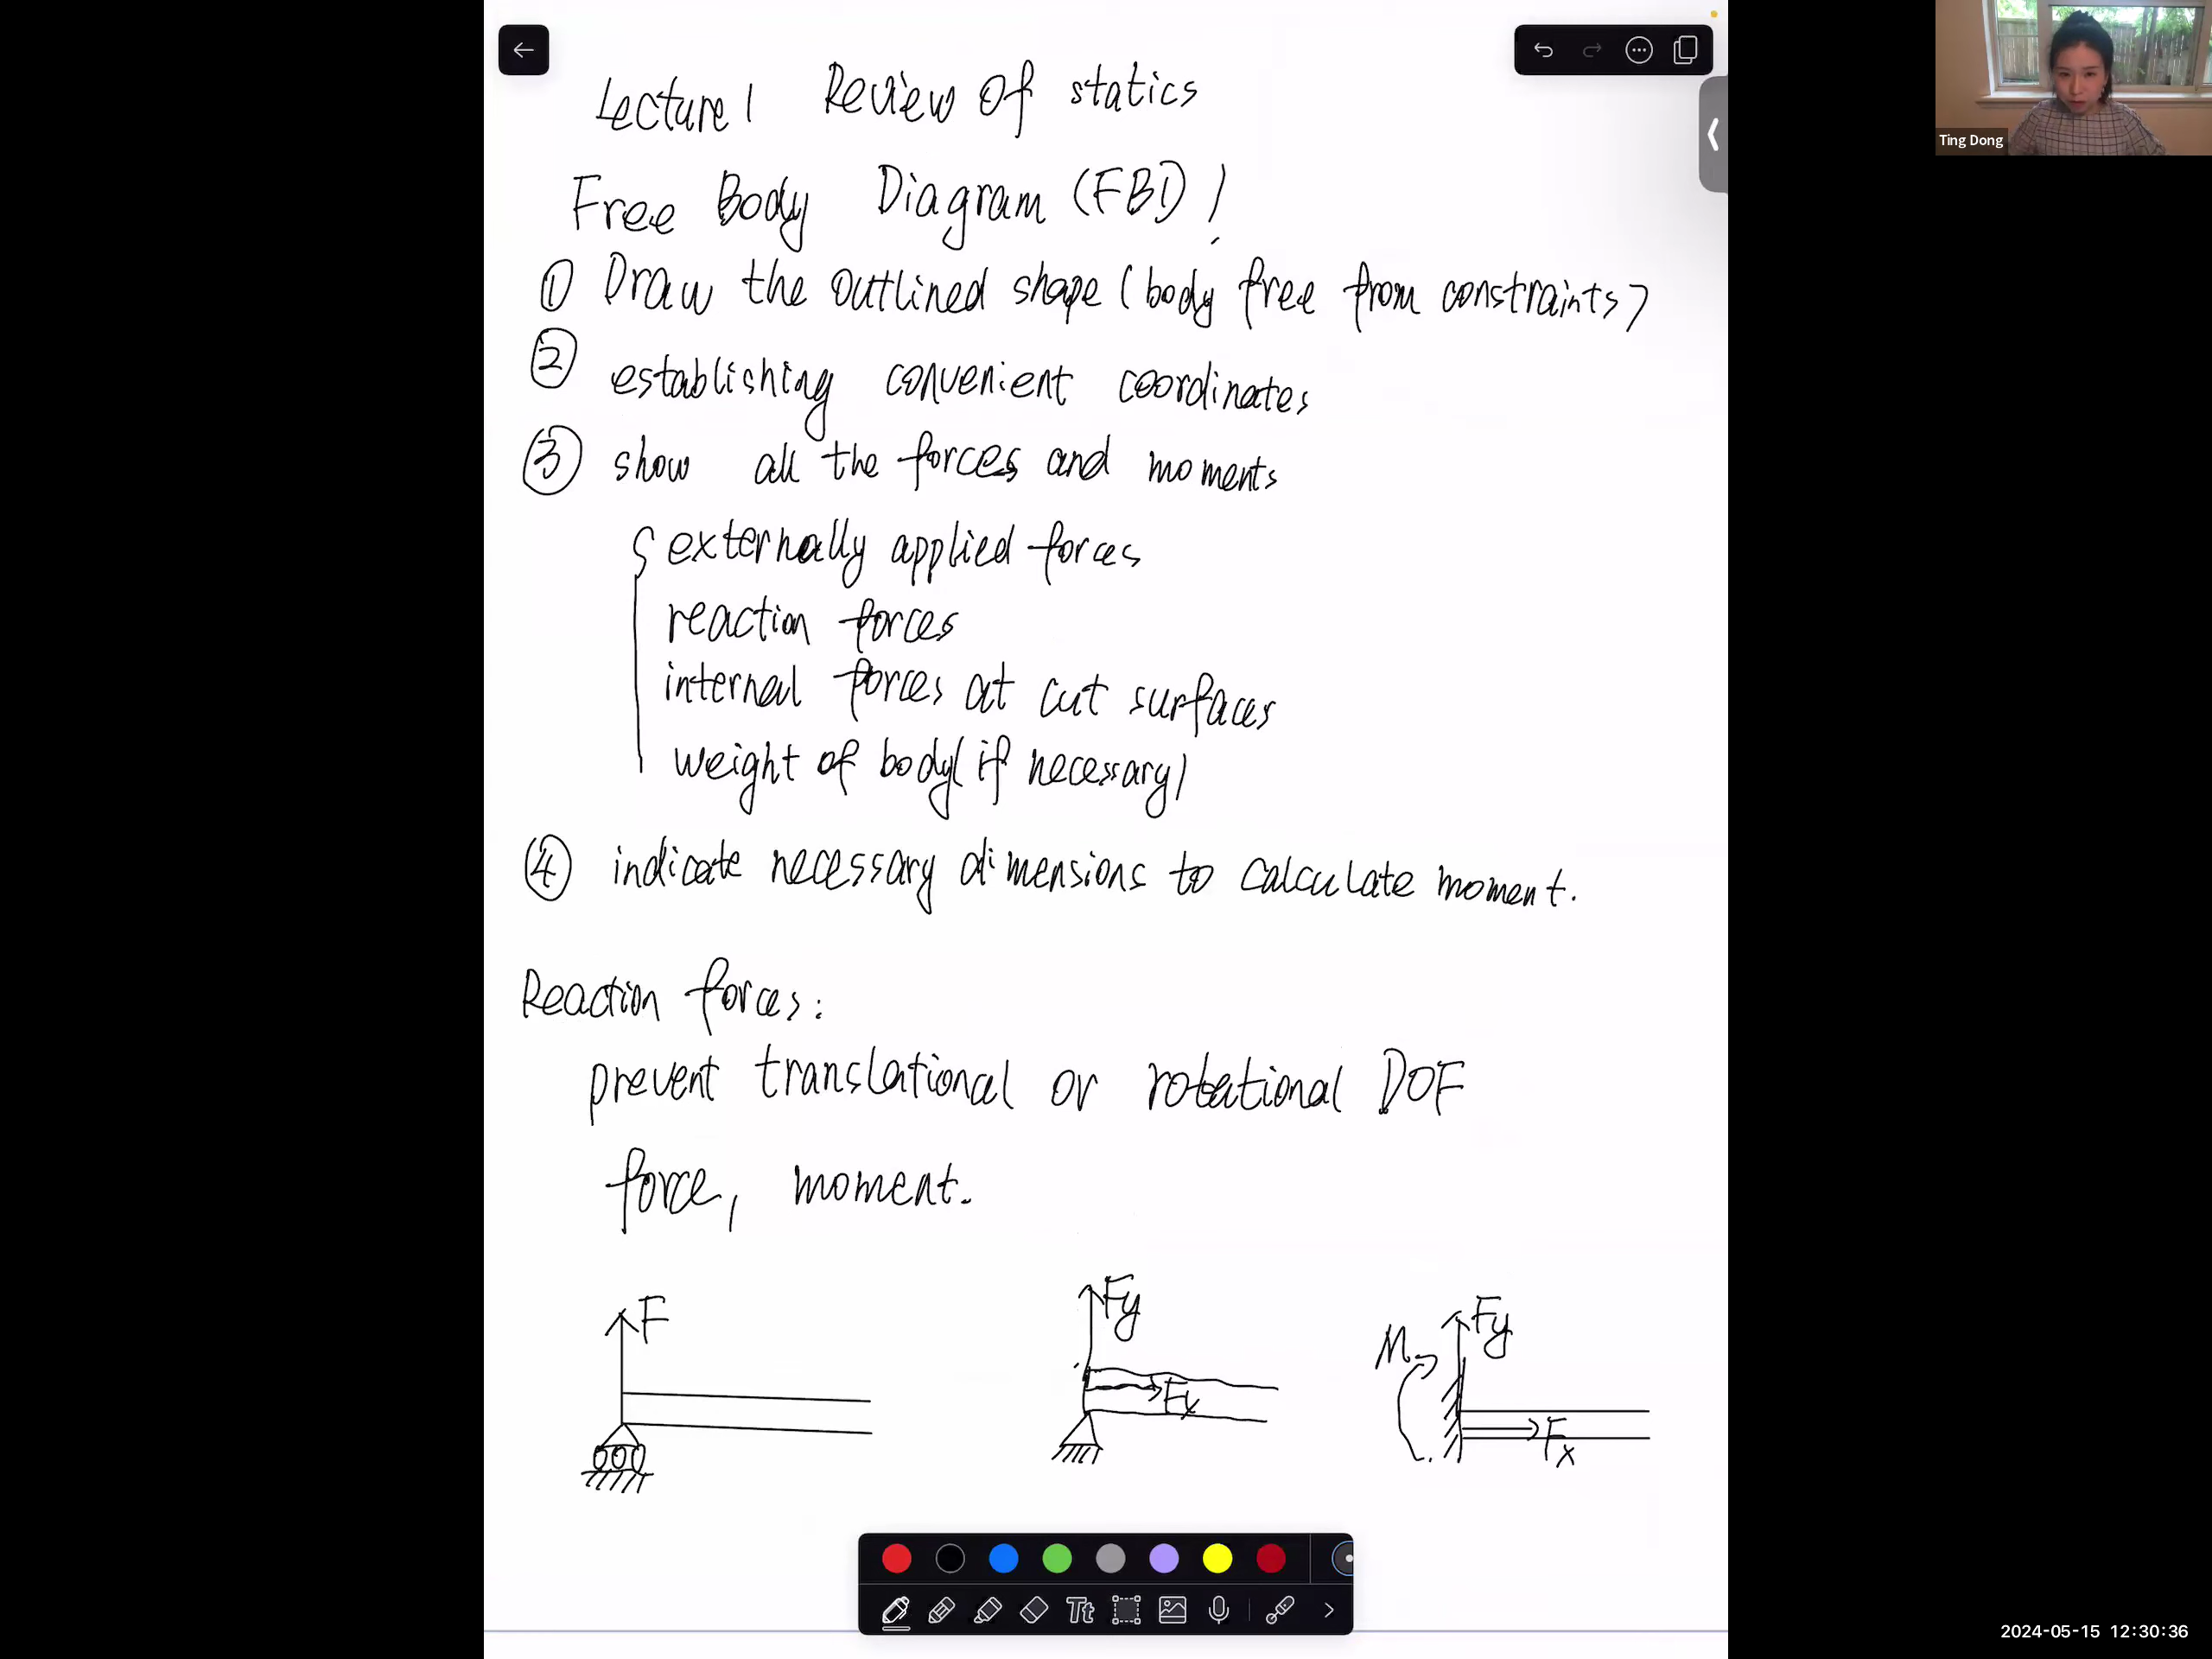 Lecture 1 Review of statics
Free Body Diagram (FBD)!
① Draw the outlined shape (body free from constraints)
② establishing convenient coordinates
③ show all the forces and moments
externally applied forces
reaction forces
internal forces at cut surfaces
weight of body (if necessary)
④ indicate necessary dimensions to calculate moment.
Reaction forces:
prevent translational or rotational DOF
force, moment.
F
Fy
Fx
M
Fy
Fx
Tt
Ting Dong
2024-05-15 12:30:36